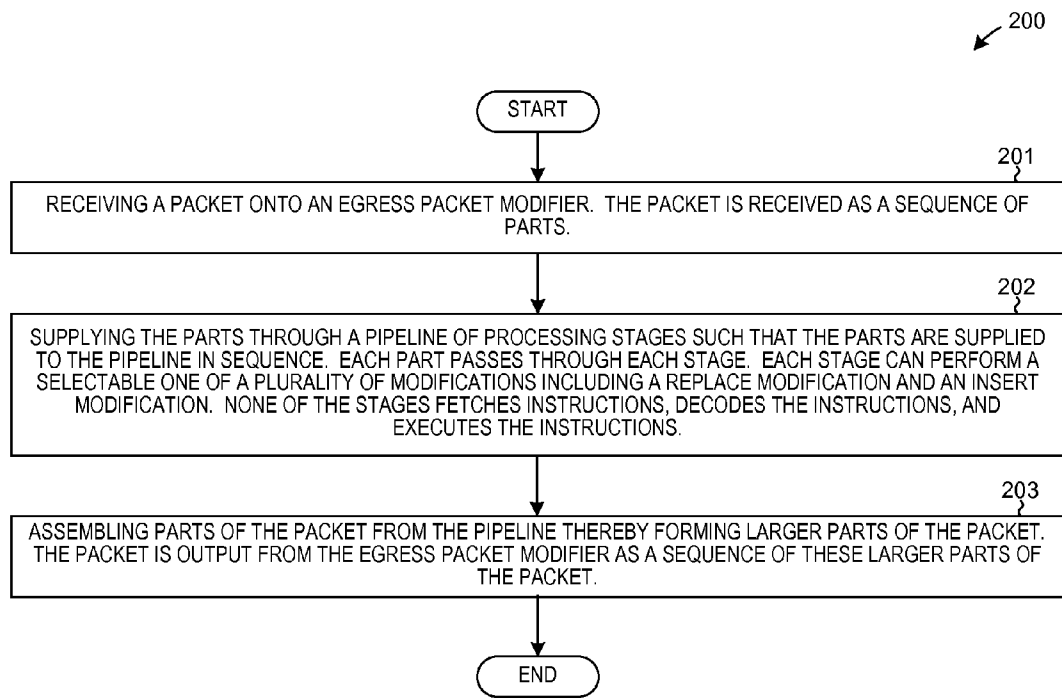 200
START
201
RECEIVING A PACKET ONTO AN EGRESS PACKET MODIFIER. THE PACKET IS RECEIVED AS A SEQUENCE OF
PARTS.
202
SUPPLYING THE PARTS THROUGH A PIPELINE OF PROCESSING STAGES SUCH THAT THE PARTS ARE SUPPLIED
TO THE PIPELINE IN SEQUENCE. EACH PART PASSES THROUGH EACH STAGE. EACH STAGE CAN PERFORM A
SELECTABLE ONE OF A PLURALITY OF MODIFICATIONS INCLUDING A REPLACE MODIFICATION AND AN INSERT
MODIFICATION. NONE OF THE STAGES FETCHES INSTRUCTIONS, DECODES THE INSTRUCTIONS, AND
EXECUTES THE INSTRUCTIONS.
203
ASSEMBLING PARTS OF THE PACKET FROM THE PIPELINE THEREBY FORMING LARGER PARTS OF THE PACKET.
THE PACKET IS OUTPUT FROM THE EGRESS PACKET MODIFIER AS A SEQUENCE OF THESE LARGER PARTS OF
THE PACKET.
END